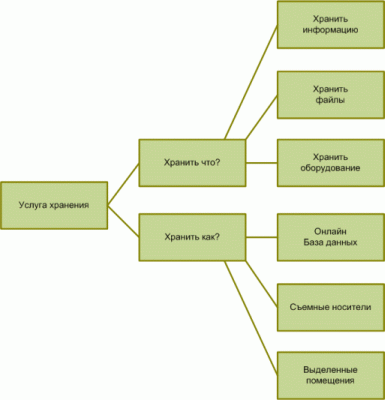 Хранить
информацию
Хранить
файлы
Хранить что?
Хранить
оборудование
Услуга хранения
Хранить как?
Онлайн
База данных
Съемные носители
Выделенные
помещения